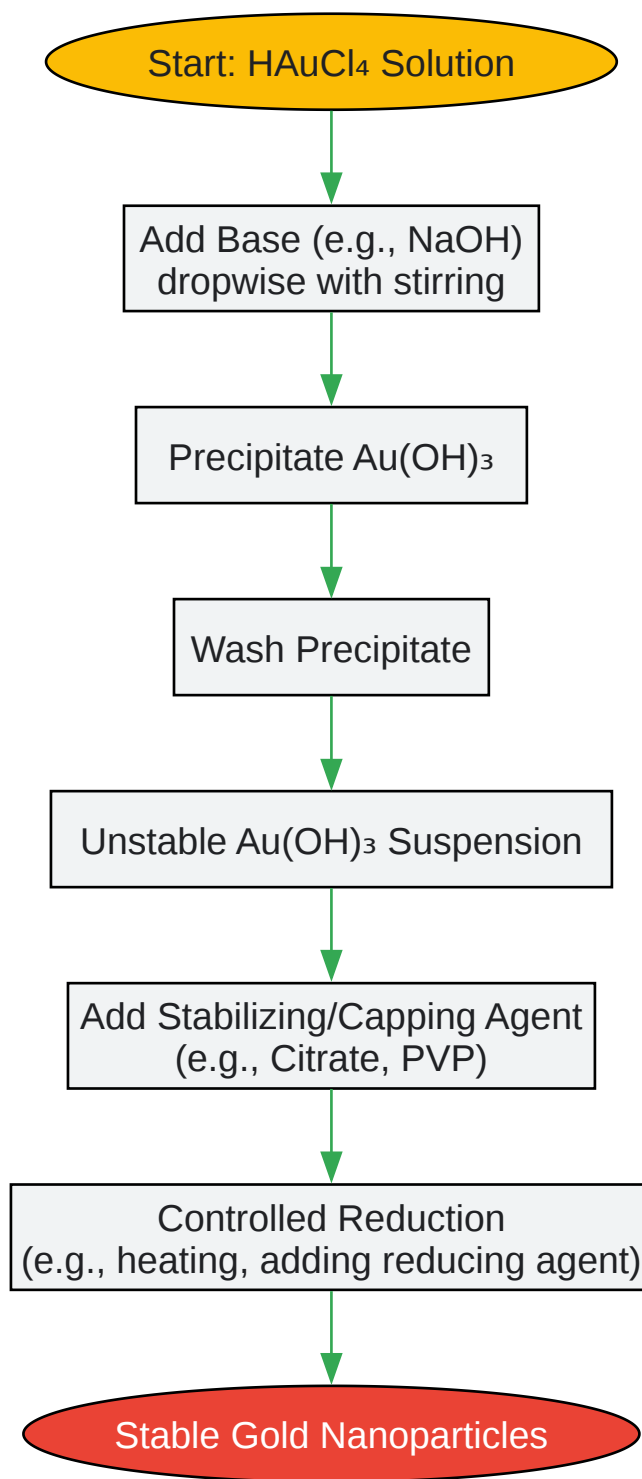 Start: HAuCl₄ Solution
Add Base (e.g., NaOH)
dropwise with stirring
Precipitate Au(OH)₃
Wash Precipitate
Unstable Au(OH)₃ Suspension
Add Stabilizing/Capping Agent
(e.g., Citrate, PVP)
Controlled Reduction
(e.g., heating, adding reducing agent)
Stable Gold Nanoparticles